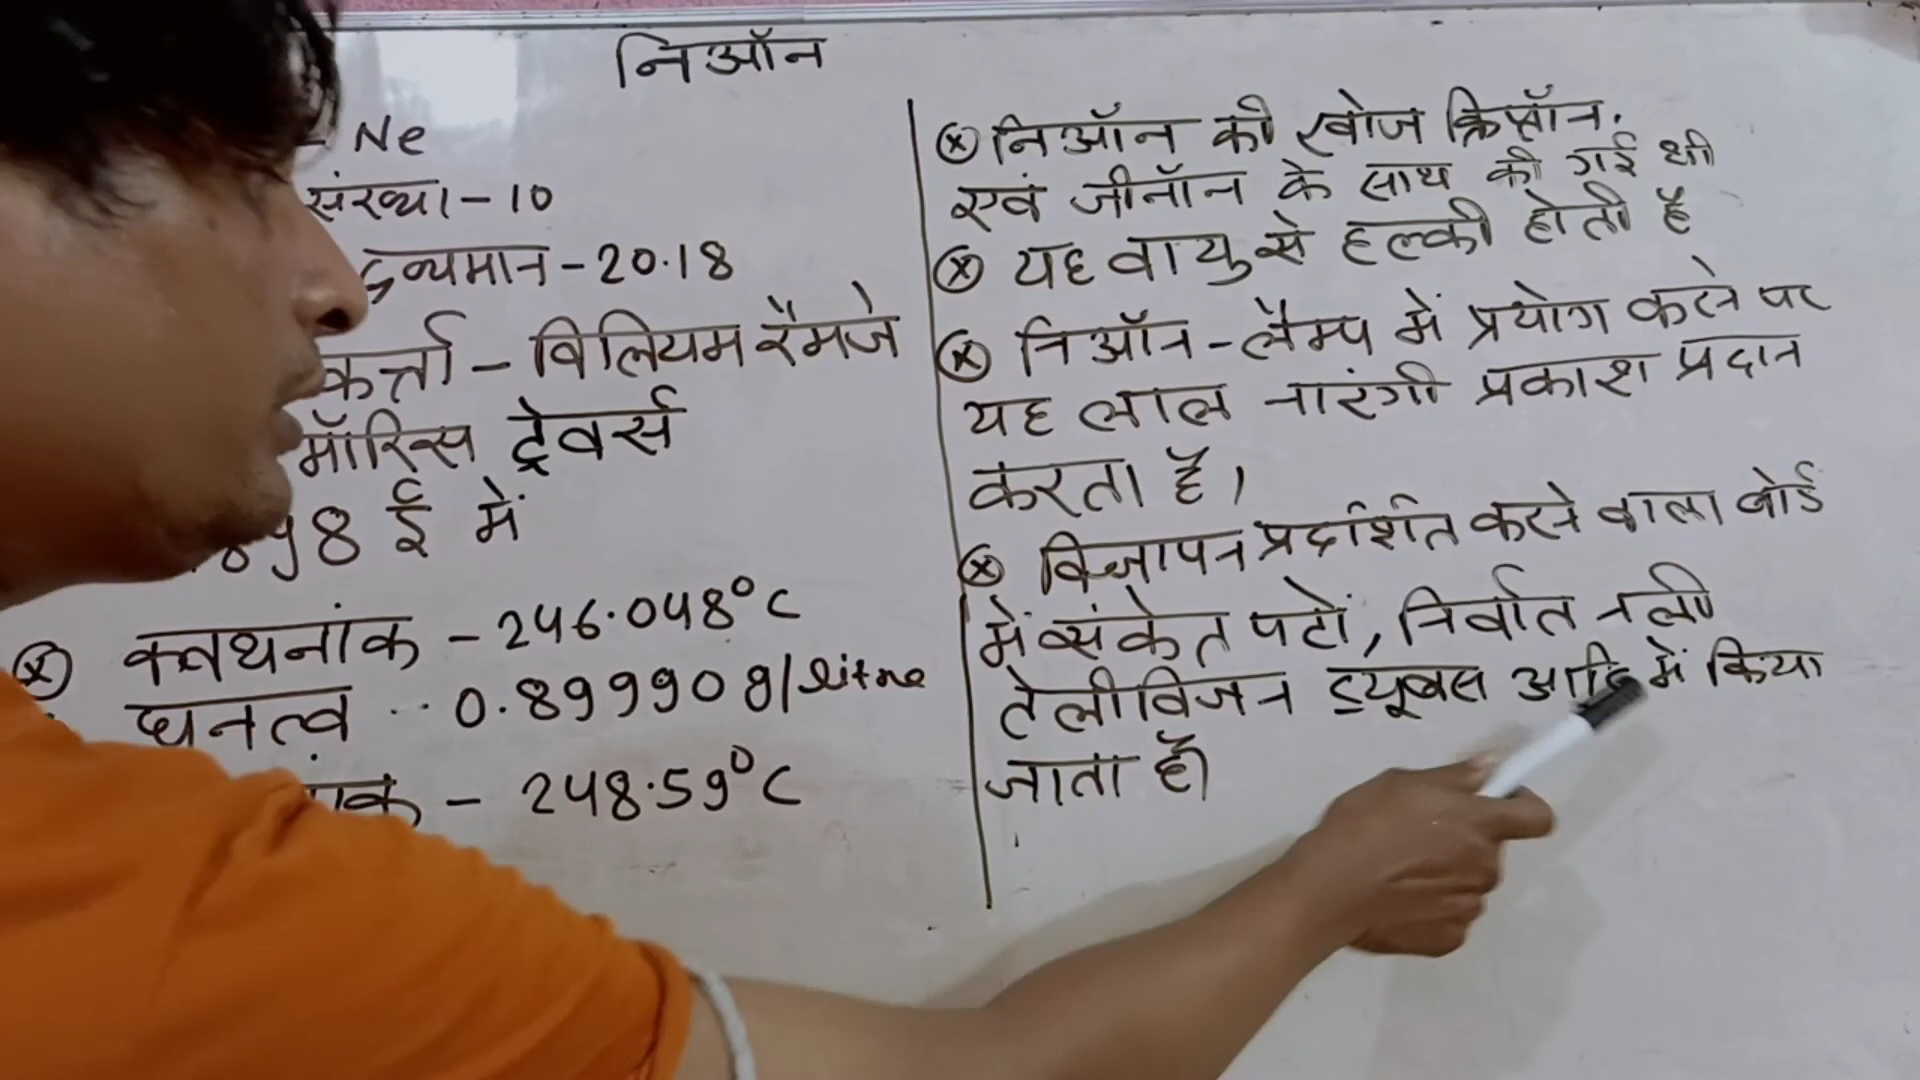 निऑन
- Ne
संख्या - 10
द्रव्यमान - 20.18
कर्त्ता - विलियम रैमजे
मॉरिस ट्रेवर्स
898 ई में
क्वथनांक - 246.048°C
घनत्व - 0.89990 g/litre
- 248.59°C
निऑन की खोज क्रिप्टॉन
एवं जीनॉन के साथ की गई थी
यह वायु से हल्की होती है
निऑन-लैम्प में प्रयोग करने पर
यह लाल नारंगी प्रकाश प्रदान
करता है।
विज्ञापन प्रदर्शित करने वाला बोर्ड
में संकेत पटों, निर्वात नली
टेलीविजन ट्यूबस आदि में किया
जाता है।